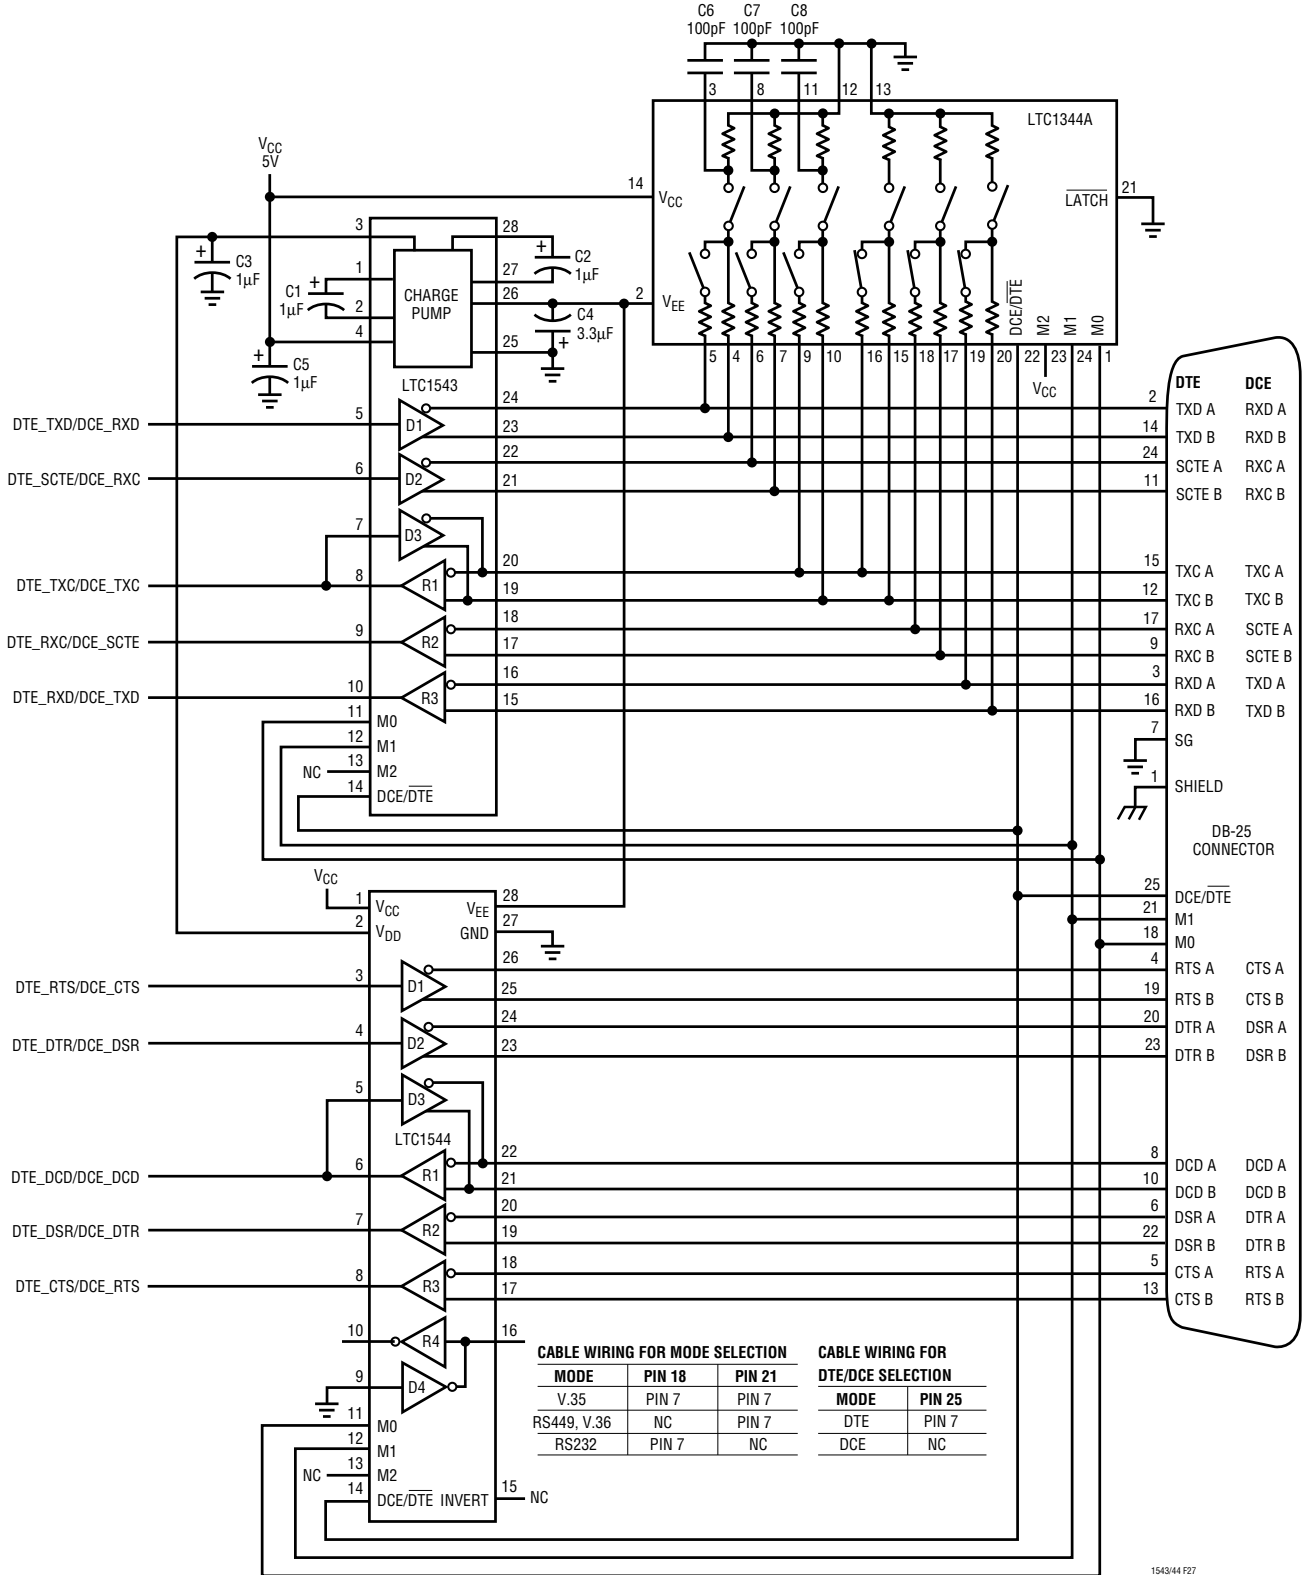 C6 C7 C8
100pF 100pF 100pF
3 8 11 12 13
LTC1344A
VCC
5V
14
VCC
LATCH
21
3
28
+
C3
1µF
1
+
C1
1µF
2
4
CHARGE
PUMP
27
+
C2
1µF
26
2
VEE
C4
3.3µF
+
25
+
C5
1µF
LTC1543
DCE/DTE
M2
M1
M0
5 4 6 7 9 10 16 15 18 17 19 20 22 23 24 1
VCC
DTE DCE
DTE_TXD/DCE_RXD 5 D1 24 2 TXD A RXD A
23 14 TXD B RXD B
DTE_SCTE/DCE_RXC 6 D2 22 24 SCTE A RXC A
21 11 SCTE B RXC B
7 D3
DTE_TXC/DCE_TXC 8 R1 20 15 TXC A TXC A
19 12 TXC B TXC B
DTE_RXC/DCE_SCTE 9 R2 18 17 RXC A SCTE A
17 9 RXC B SCTE B
DTE_RXD/DCE_TXD 10 R3 16 3 RXD A TXD A
15 16 RXD B TXD B
11 M0
12 M1
NC 13 M2
14 DCE/DTE
7 SG
1 SHIELD
DB-25
CONNECTOR
VCC
1 VCC VEE 28
2 VDD GND 27
25 DCE/DTE
21 M1
18 M0
DTE_RTS/DCE_CTS 3 D1 26 4 RTS A CTS A
25 19 RTS B CTS B
DTE_DTR/DCE_DSR 4 D2 24 20 DTR A DSR A
23 23 DTR B DSR B
5 D3
LTC1544
DTE_DCD/DCE_DCD 6 R1 22 8 DCD A DCD A
21 10 DCD B DCD B
DTE_DSR/DCE_DTR 7 R2 20 6 DSR A DTR A
19 22 DSR B DTR B
DTE_CTS/DCE_RTS 8 R3 18 5 CTS A RTS A
17 13 CTS B RTS B
10 R4 16
9 D4
11 M0
12 M1
NC 13 M2
14 DCE/DTE INVERT 15 NC
CABLE WIRING FOR MODE SELECTION
MODE PIN 18 PIN 21
V.35 PIN 7 PIN 7
RS449, V.36 NC PIN 7
RS232 PIN 7 NC
CABLE WIRING FOR
DTE/DCE SELECTION
MODE PIN 25
DTE PIN 7
DCE NC
1543/44 F27